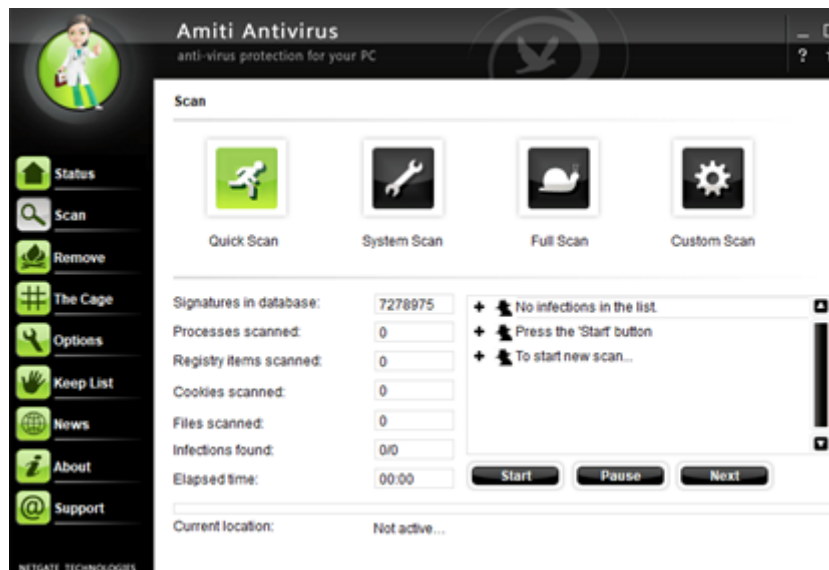 Amiti Antivirus
anti-virus protection for your PC
?
Scan
Status
Scan
Remove
The Cage
Options
Keep List
News
About
Support
NETGATE TECHNOLOGIES
Quick Scan
System Scan
Full Scan
Custom Scan
Signatures in database: 7278975
Processes scanned: 0
Registry items scanned: 0
Cookies scanned: 0
Files scanned: 0
Infections found: 0/0
Elapsed time: 00:00
No infections in the list.
Press the 'Start' button
To start new scan...
Start Pause Next
Current location: Not active...